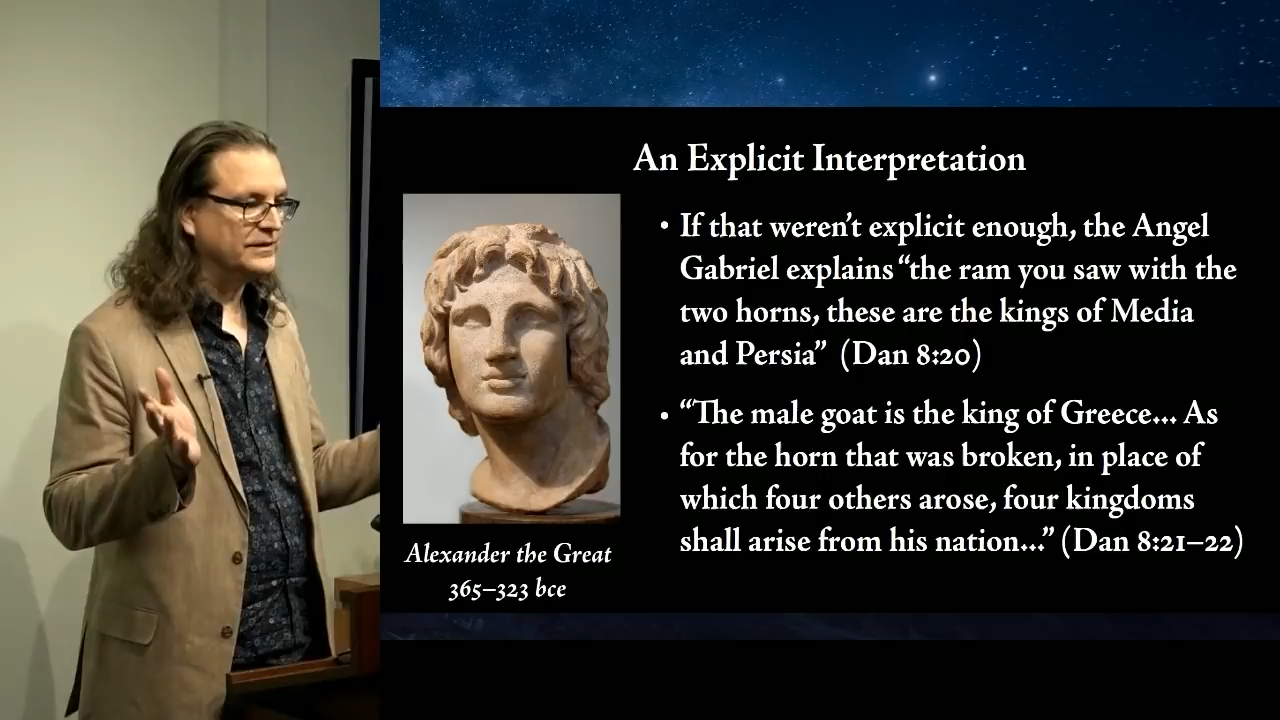 An Explicit Interpretation
• If that weren’t explicit enough, the Angel
Gabriel explains “the ram you saw with the
two horns, these are the kings of Media
and Persia” (Dan 8:20)
• “The male goat is the king of Greece... As
for the horn that was broken, in place of
which four others arose, four kingdoms
shall arise from his nation...” (Dan 8:21–22)
Alexander the Great
365–323 bce